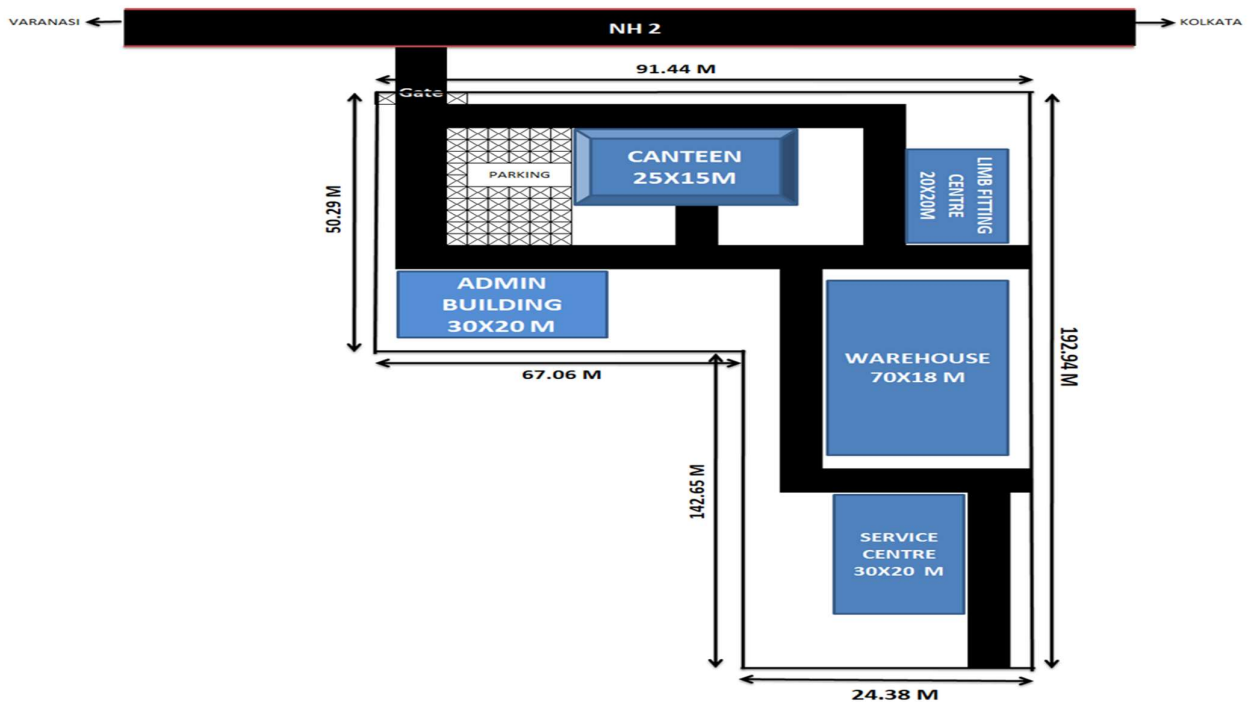 VARANASI
NH 2
KOLKATA
91.44 M
Gate
50.29 M
PARKING
CANTEEN
25X15M
LIMB FITTING
CENTRE
20X20M
ADMIN
BUILDING
30X20 M
67.06 M
WAREHOUSE
70X18 M
192.94 M
142.65 M
SERVICE
CENTRE
30X20 M
24.38 M